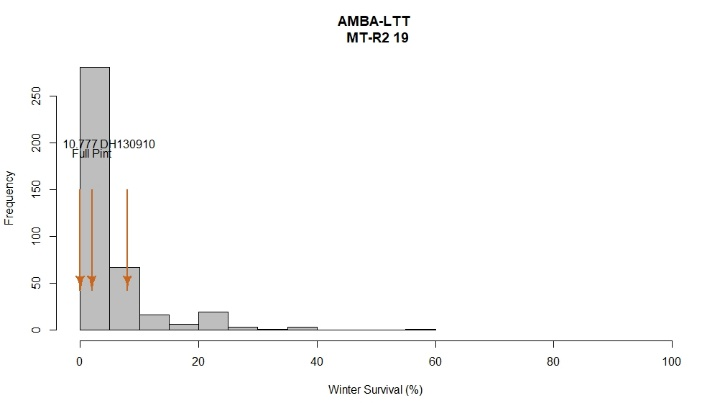 AMBA-LTT
MT-R2 19
250
200
150
100
50
0
Frequency
10.777 DH130910
Full Pint
0 20 40 60 80 100
Winter Survival (%)